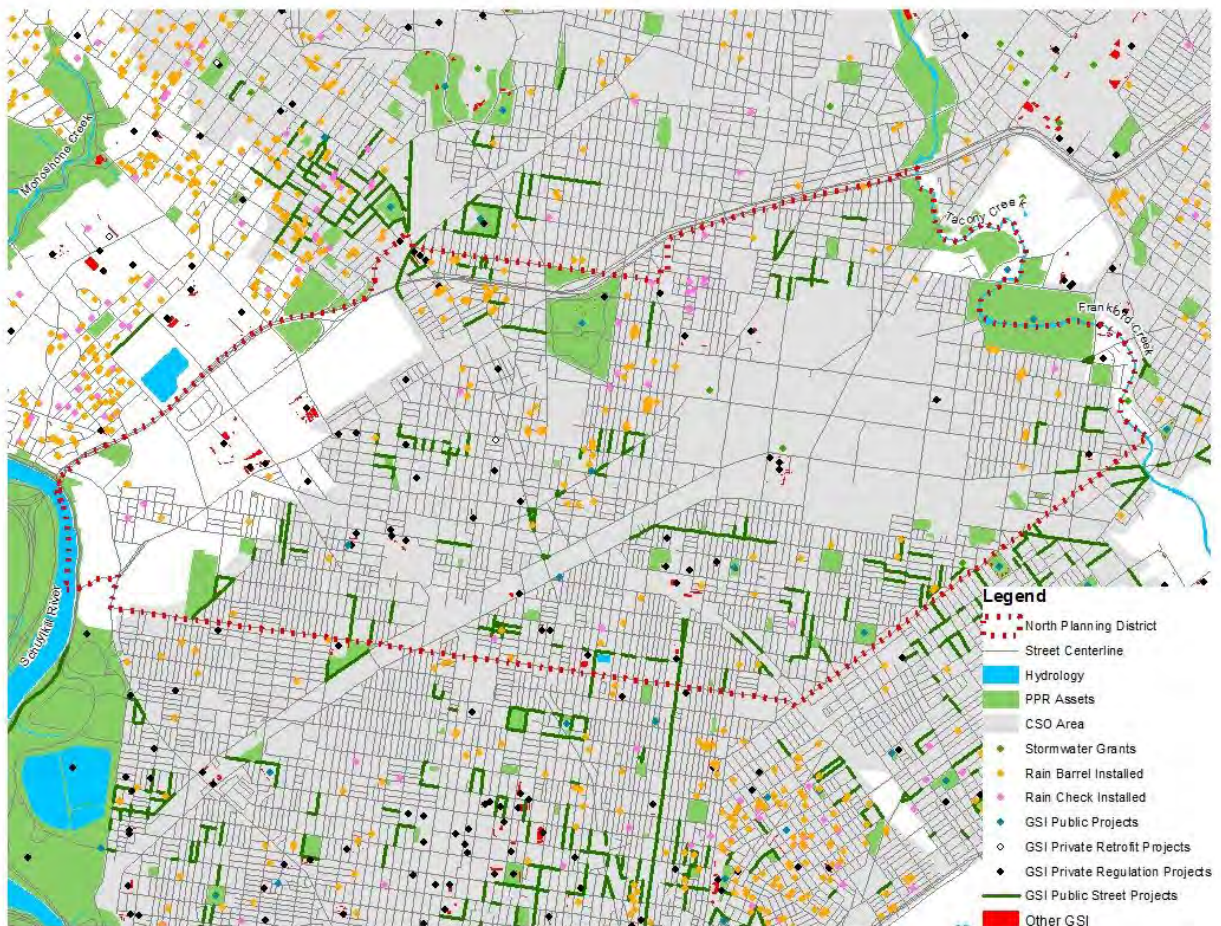 Monoshone Creek
Tacony Creek
Frankford Creek
Schuylkill River
Legend
North Planning District
Street Centerline
Hydrology
PPR Assets
CSO Area
Stormwater Grants
Rain Barrel Installed
Rain Check Installed
GSI Public Projects
GSI Private Retrofit Projects
GSI Private Regulation Projects
GSI Public Street Projects
Other GSI